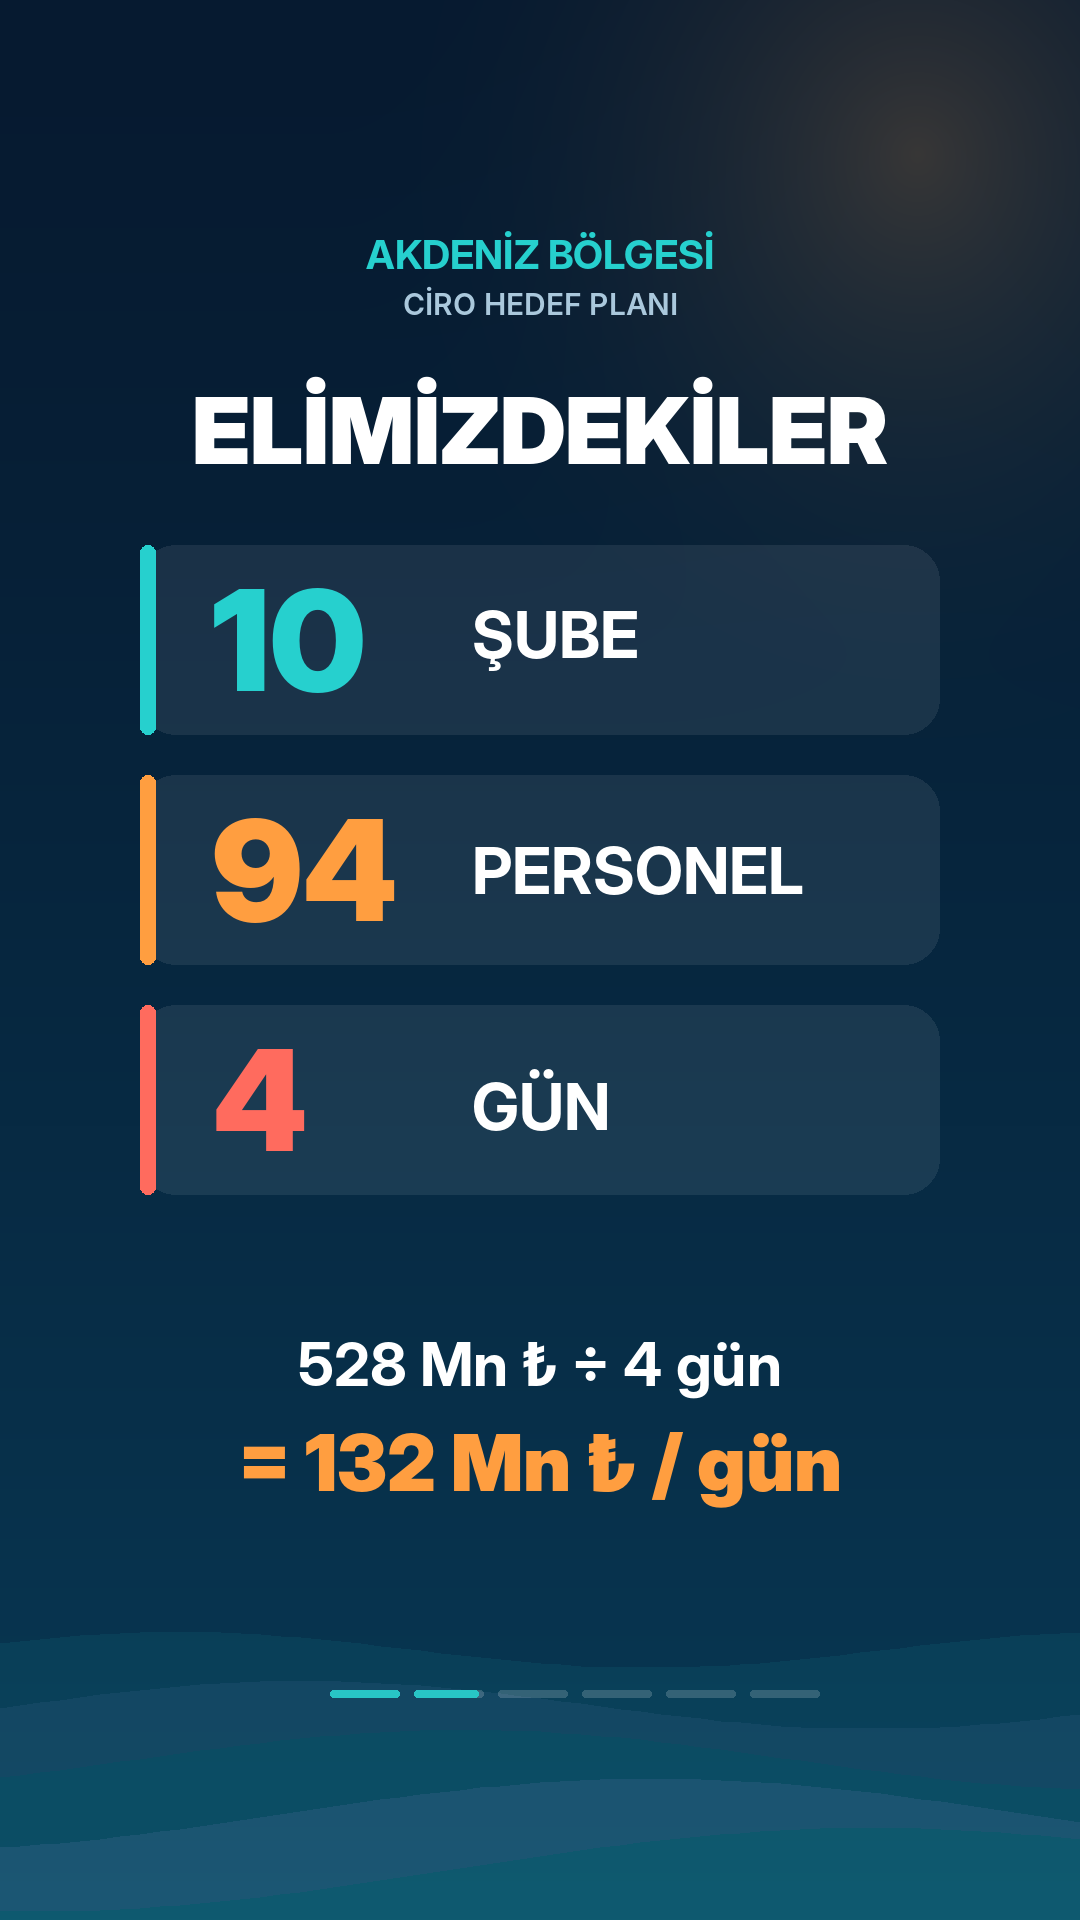 AKDENİZ BÖLGESİ
CİRO HEDEF PLANI
ELİMİZDEKİLER
10 ŞUBE
94 PERSONEL
4 GÜN
528 Mn ₺ ÷ 4 gün
= 132 Mn ₺ / gün